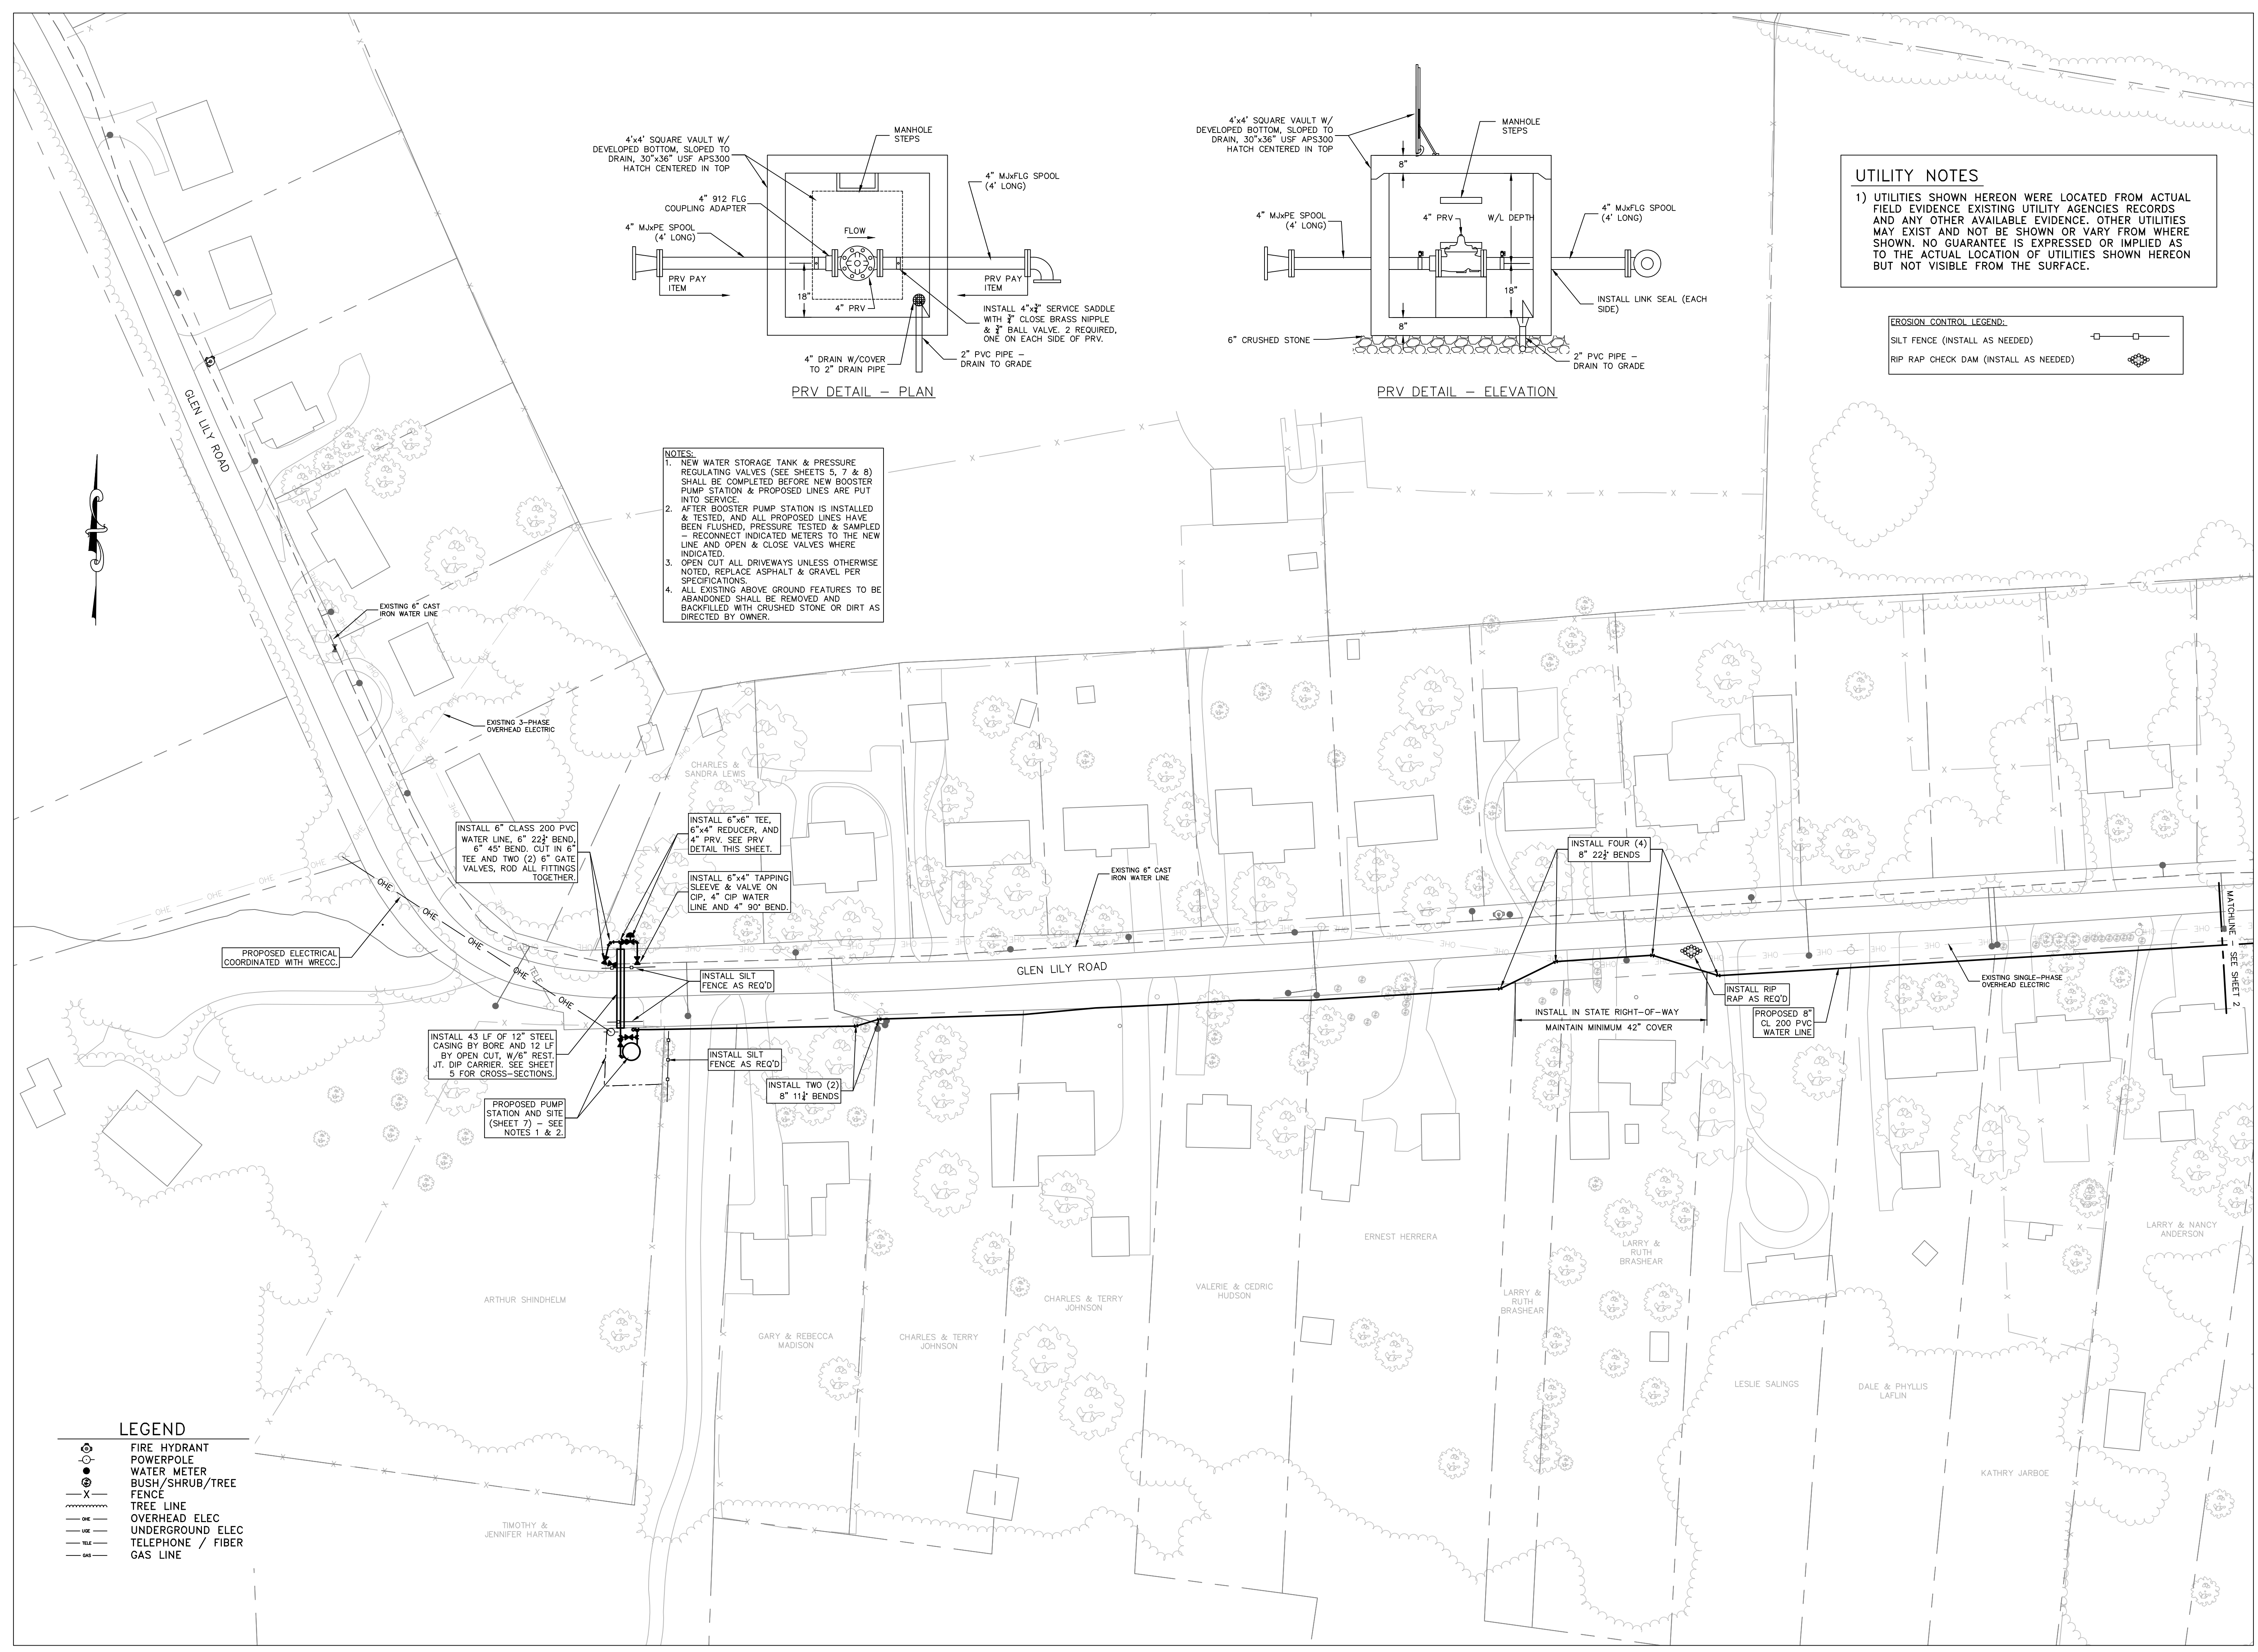 4'x4' SQUARE VAULT W/
DEVELOPED BOTTOM, SLOPED TO
DRAIN, 30"x36" USF APS300
HATCH CENTERED IN TOP
MANHOLE
STEPS
4" MJxFLG SPOOL
(4' LONG)
4" 912 FLG
COUPLING ADAPTER
4" MJxPE SPOOL
(4' LONG)
FLOW
PRV PAY
ITEM
PRV PAY
ITEM
18"
4" PRV
INSTALL 4"x¾" SERVICE SADDLE
WITH ¾" CLOSE BRASS NIPPLE
& ¾" BALL VALVE. 2 REQUIRED,
ONE ON EACH SIDE OF PRV.
4" DRAIN W/COVER
TO 2" DRAIN PIPE
2" PVC PIPE –
DRAIN TO GRADE
PRV DETAIL – PLAN
4'x4' SQUARE VAULT W/
DEVELOPED BOTTOM, SLOPED TO
DRAIN, 30"x36" USF APS300
HATCH CENTERED IN TOP
MANHOLE
STEPS
8"
4" MJxPE SPOOL
(4' LONG)
4" PRV
W/L DEPTH
4" MJxFLG SPOOL
(4' LONG)
18"
INSTALL LINK SEAL (EACH
SIDE)
8"
6" CRUSHED STONE
2" PVC PIPE –
DRAIN TO GRADE
PRV DETAIL – ELEVATION
UTILITY NOTES
1) UTILITIES SHOWN HEREON WERE LOCATED FROM ACTUAL
FIELD EVIDENCE EXISTING UTILITY AGENCIES RECORDS
AND ANY OTHER AVAILABLE EVIDENCE. OTHER UTILITIES
MAY EXIST AND NOT BE SHOWN OR VARY FROM WHERE
SHOWN. NO GUARANTEE IS EXPRESSED OR IMPLIED AS
TO THE ACTUAL LOCATION OF UTILITIES SHOWN HEREON
BUT NOT VISIBLE FROM THE SURFACE.
EROSION CONTROL LEGEND:
SILT FENCE (INSTALL AS NEEDED)
RIP RAP CHECK DAM (INSTALL AS NEEDED)
GLEN LILY ROAD
NOTES:
1. NEW WATER STORAGE TANK & PRESSURE
REGULATING VALVES (SEE SHEETS 5, 7 & 8)
SHALL BE COMPLETED BEFORE NEW BOOSTER
PUMP STATION & PROPOSED LINES ARE PUT
INTO SERVICE.
2. AFTER BOOSTER PUMP STATION IS INSTALLED
& TESTED, AND ALL PROPOSED LINES HAVE
BEEN FLUSHED, PRESSURE TESTED & SAMPLED
– RECONNECT INDICATED METERS TO THE NEW
LINE AND OPEN & CLOSE VALVES WHERE
INDICATED.
3. OPEN CUT ALL DRIVEWAYS UNLESS OTHERWISE
NOTED, REPLACE ASPHALT & GRAVEL PER
SPECIFICATIONS.
4. ALL EXISTING ABOVE GROUND FEATURES TO BE
ABANDONED SHALL BE REMOVED AND
BACKFILLED WITH CRUSHED STONE OR DIRT AS
DIRECTED BY OWNER.
EXISTING 6" CAST
IRON WATER LINE
EXISTING 3-PHASE
OVERHEAD ELECTRIC
CHARLES &
SANDRA LEWIS
INSTALL 6" CLASS 200 PVC
WATER LINE, 6" 22½° BEND,
6" 45° BEND. CUT IN 6"
TEE AND TWO (2) 6" GATE
VALVES, ROD ALL FITTINGS
TOGETHER.
INSTALL 6"x6" TEE,
6"x4" REDUCER, AND
4" PRV. SEE PRV
DETAIL THIS SHEET.
INSTALL 6"x4" TAPPING
SLEEVE & VALVE ON
CIP, 4" CIP WATER
LINE AND 4" 90° BEND.
EXISTING 6" CAST
IRON WATER LINE
INSTALL FOUR (4)
8" 22½° BENDS
MATCHLINE – SEE SHEET 2
OHE
OHE
OHE
OHE
OHE
TELE
PROPOSED ELECTRICAL
COORDINATED WITH WRECC.
INSTALL SILT
FENCE AS REQ'D
GLEN LILY ROAD
INSTALL RIP
RAP AS REQ'D
EXISTING SINGLE-PHASE
OVERHEAD ELECTRIC
INSTALL IN STATE RIGHT-OF-WAY
MAINTAIN MINIMUM 42" COVER
PROPOSED 8"
CL 200 PVC
WATER LINE
INSTALL 43 LF OF 12" STEEL
CASING BY BORE AND 12 LF
BY OPEN CUT, W/6" REST.
JT. DIP CARRIER. SEE SHEET
5 FOR CROSS-SECTIONS.
INSTALL SILT
FENCE AS REQ'D
INSTALL TWO (2)
8" 11¼° BENDS
PROPOSED PUMP
STATION AND SITE
(SHEET 7) – SEE
NOTES 1 & 2.
ARTHUR SHINDHELM
GARY & REBECCA
MADISON
CHARLES & TERRY
JOHNSON
CHARLES & TERRY
JOHNSON
VALERIE & CEDRIC
HUDSON
ERNEST HERRERA
LARRY &
RUTH
BRASHEAR
LARRY &
RUTH
BRASHEAR
LESLIE SALINGS
DALE & PHYLLIS
LAFLIN
LARRY & NANCY
ANDERSON
KATHRY JARBOE
TIMOTHY &
JENNIFER HARTMAN
LEGEND
FIRE HYDRANT
POWERPOLE
WATER METER
BUSH/SHRUB/TREE
X FENCE
TREE LINE
OHE OVERHEAD ELEC
UGE UNDERGROUND ELEC
TELE TELEPHONE / FIBER
GAS GAS LINE